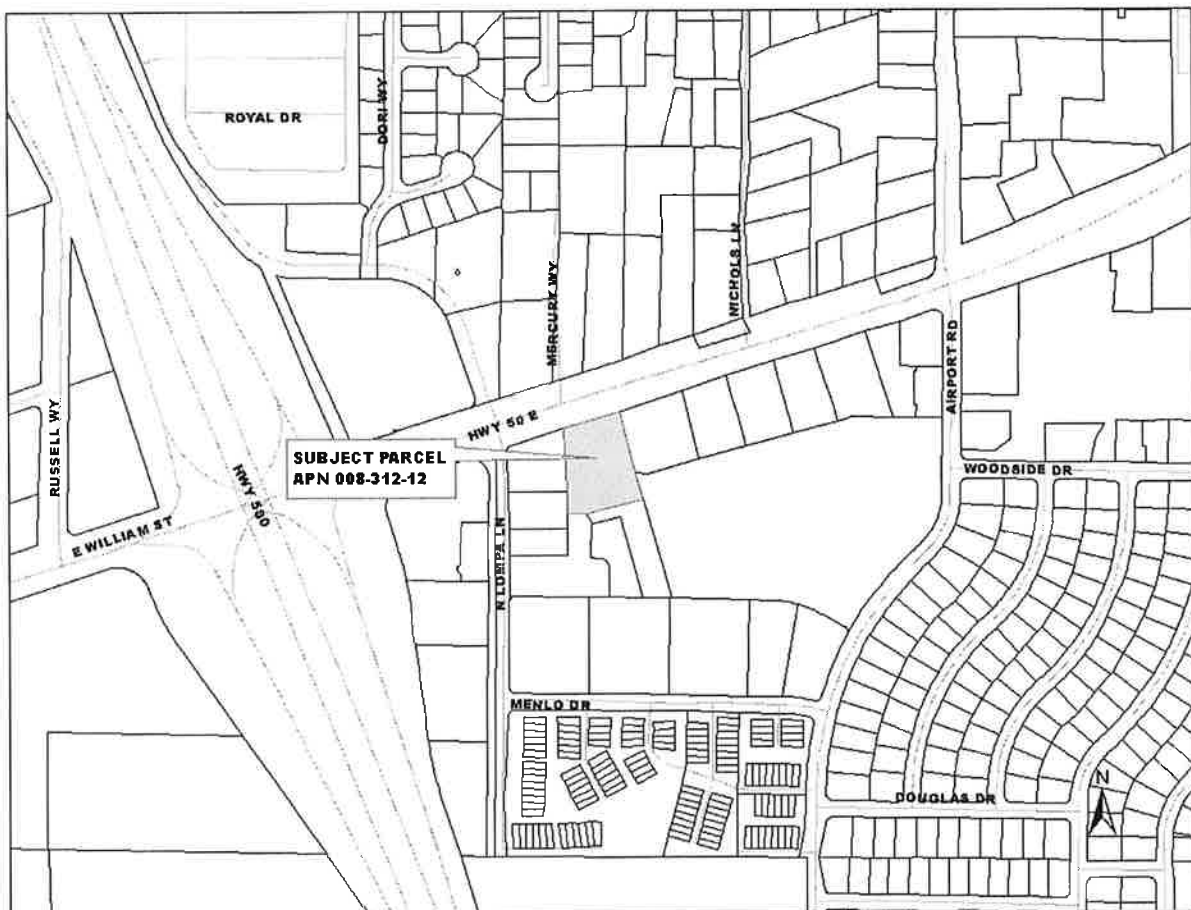 ROYAL DR
DORI WY
MERCURY WY
NICHOLS LN
AIRPORT RD
HWY 50 E
RUSSELL WY
SUBJECT PARCEL
APN 008-312-12
WOODSIDE DR
HWY 580
E WILLIAM ST
N LOMPA LN
MENLO DR
N
DOUGLAS DR